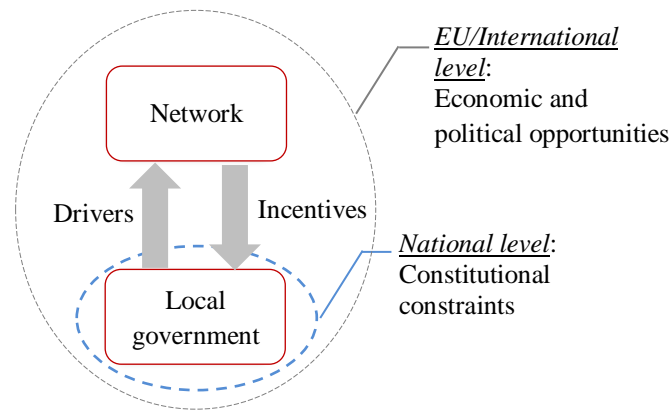 EU/International
level:
Economic and
political opportunities
Network
Drivers
Incentives
National level:
Constitutional
constraints
Local
government